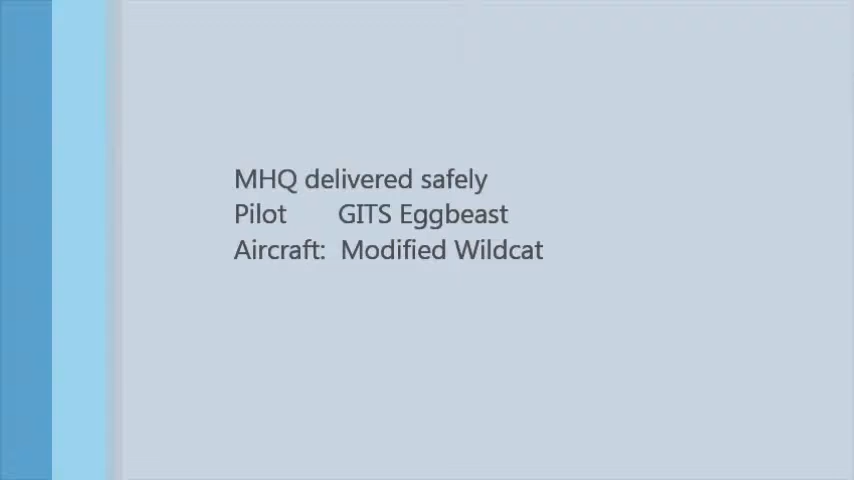 MHQ delivered safely
Pilot GITS Eggbeast
Aircraft: Modified Wildcat